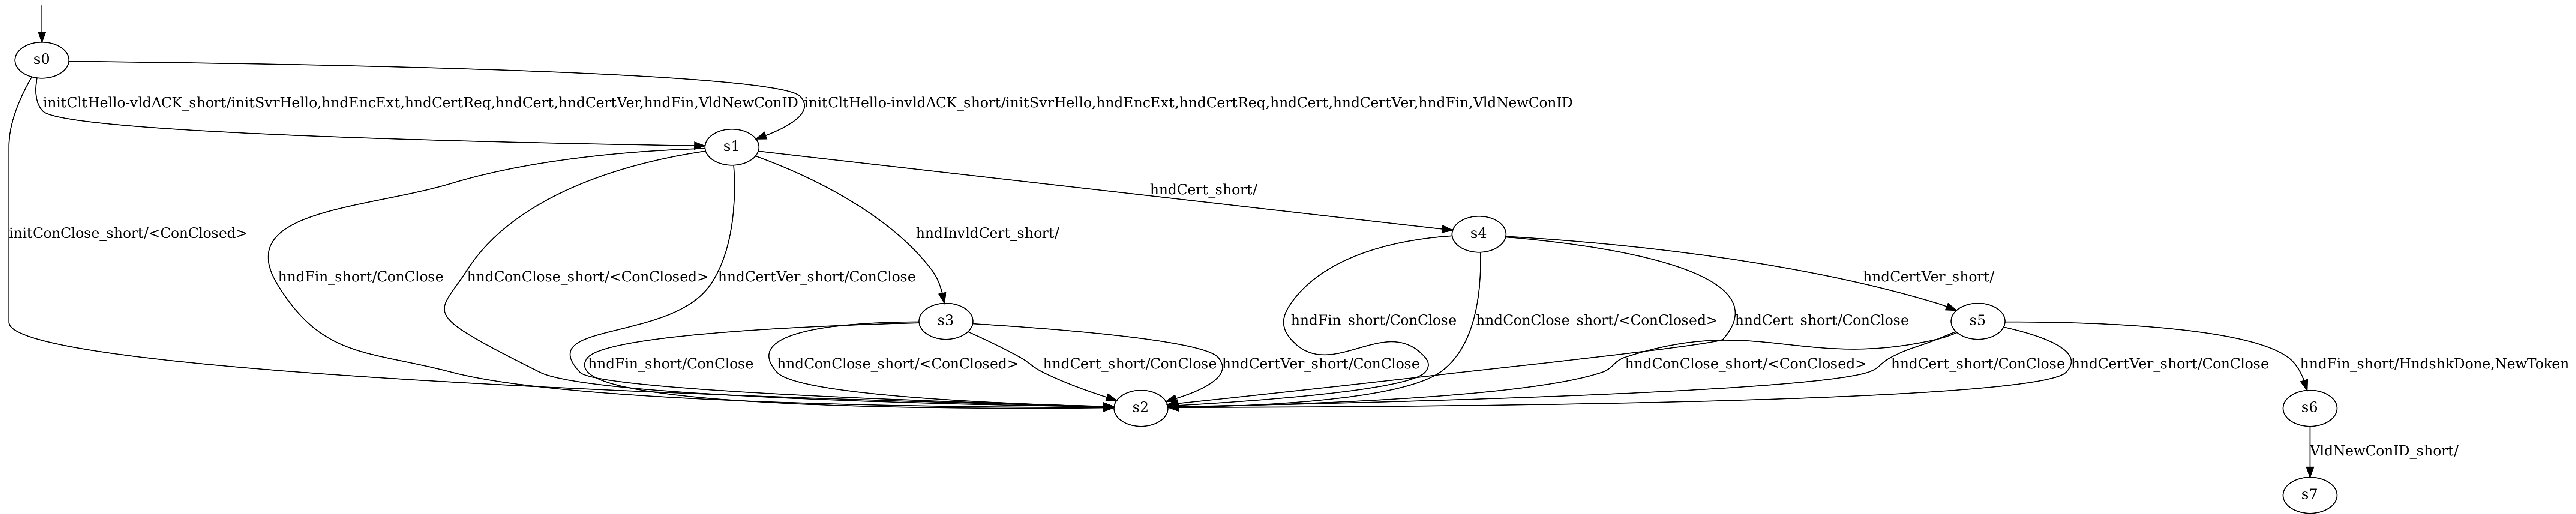 s0
initCltHello-vldACK_short/initSvrHello,hndEncExt,hndCertReq,hndCert,hndCertVer,hndFin,VldNewConID
initCltHello-invldACK_short/initSvrHello,hndEncExt,hndCertReq,hndCert,hndCertVer,hndFin,VldNewConID
s1
hndCert_short/
initConClose_short/<ConClosed>
hndInvldCert_short/
s4
hndFin_short/ConClose
hndConClose_short/<ConClosed>
hndCertVer_short/ConClose
hndCertVer_short/
s3
hndFin_short/ConClose
hndConClose_short/<ConClosed>
hndCert_short/ConClose
s5
hndFin_short/ConClose
hndConClose_short/<ConClosed>
hndCert_short/ConClose
hndCertVer_short/ConClose
hndConClose_short/<ConClosed>
hndCert_short/ConClose
hndCertVer_short/ConClose
hndFin_short/HndshkDone,NewToken
s2
s6
VldNewConID_short/
s7